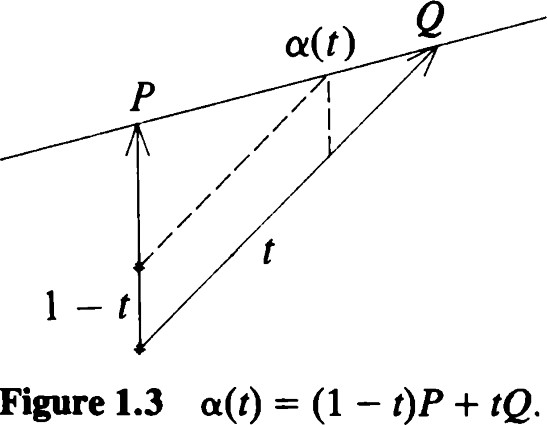 Q
α(t)
P
t
1 − t
Figure 1.3 α(t) = (1 − t)P + tQ.